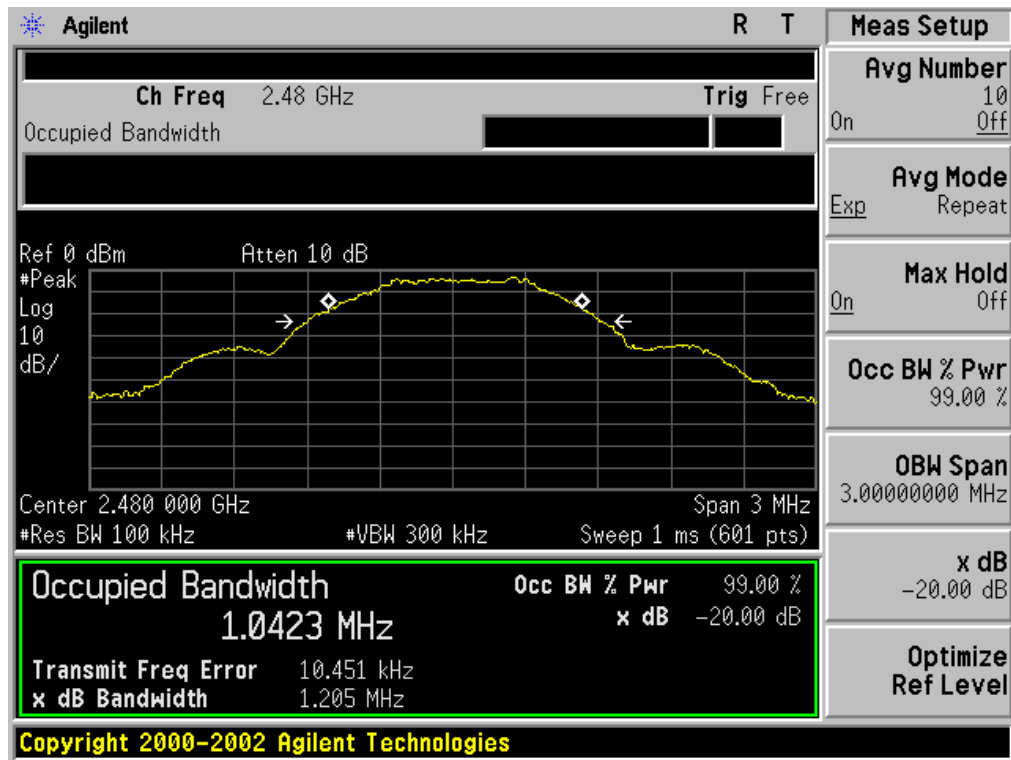 Agilent R T
Ch Freq 2.48 GHz Trig Free
Occupied Bandwidth
Ref 0 dBm Atten 10 dB
#Peak
Log
10
dB/
Center 2.480 000 GHz Span 3 MHz
#Res BW 100 kHz #VBW 300 kHz Sweep 1 ms (601 pts)
Occupied Bandwidth
1.0423 MHz
Occ BW % Pwr 99.00 %
x dB -20.00 dB
Transmit Freq Error 10.451 kHz
x dB Bandwidth 1.205 MHz
Copyright 2000-2002 Agilent Technologies
Meas Setup
Avg Number
10
On Off
Avg Mode
Exp Repeat
Max Hold
On Off
Occ BW % Pwr
99.00 %
OBW Span
3.00000000 MHz
x dB
-20.00 dB
Optimize
Ref Level